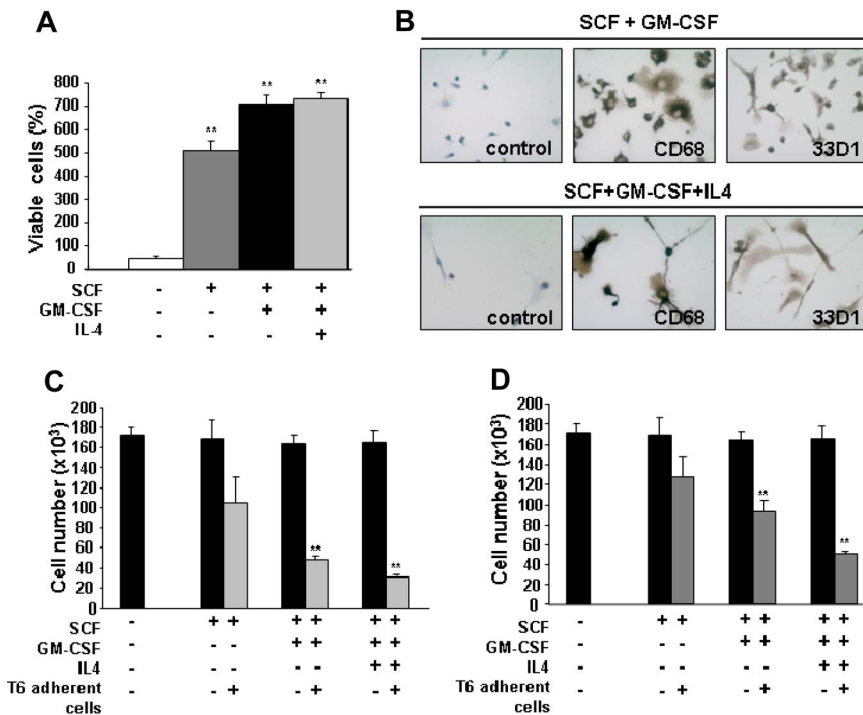 A
Viable cells (%)
800
700
600
500
400
300
200
100
0
**
**
**
SCF - + + +
GM-CSF - - + +
IL-4 - - - +
B
SCF + GM-CSF
control
CD68
33D1
SCF+GM-CSF+IL4
control
CD68
33D1
C
Cell number (x10³)
200
180
160
140
120
100
80
60
40
20
0
**
**
SCF - + + + + + +
GM-CSF - - - + + + +
IL4 - - - - - + +
T6 adherent cells - - + - + - +
D
Cell number (x10³)
200
180
160
140
120
100
80
60
40
20
0
**
**
SCF - + + + + + +
GM-CSF - - - + + + +
IL4 - - - - - + +
T6 adherent cells - - + - + - +